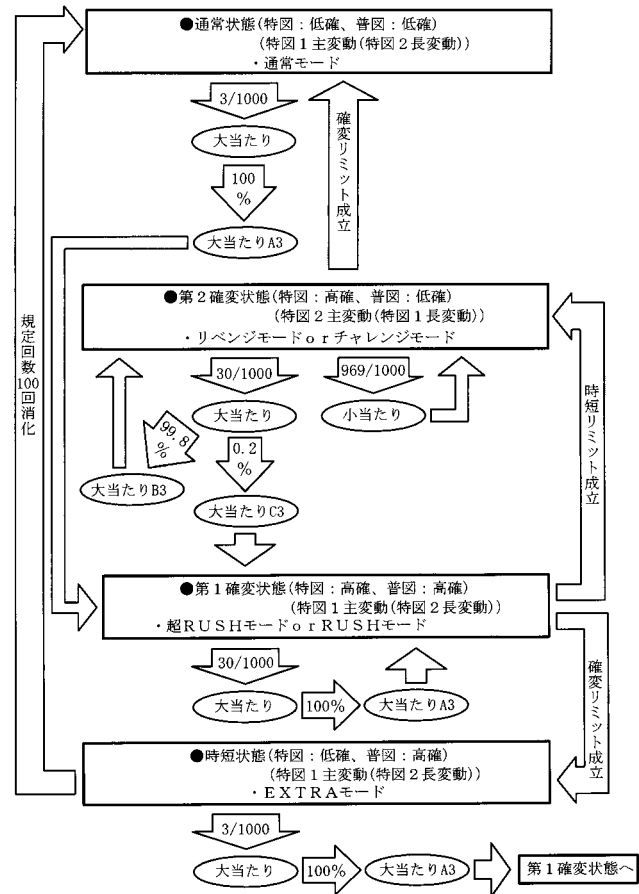 ●通常状態(特図：低確、普図：低確)
(特図１主変動(特図２長変動))
・通常モード
3/1000
大当たり
100
%
大当たりA3
確変リミット成立
●第２確変状態(特図：高確、普図：低確)
(特図２主変動(特図１長変動))
・リベンジモードｏｒチャレンジモード
30/1000
969/1000
大当たり
小当たり
99.8
%
0.2
%
大当たりB3
大当たりC3
規定回数100回消化
時短リミット成立
●第１確変状態(特図：高確、普図：高確)
(特図１主変動(特図２長変動))
・超ＲＵＳＨモードｏｒＲＵＳＨモード
30/1000
大当たり
100%
大当たりA3
確変リミット成立
●時短状態(特図：低確、普図：高確)
(特図１主変動(特図２長変動))
・ＥＸＴＲＡモード
3/1000
大当たり
100%
大当たりA3
第１確変状態へ